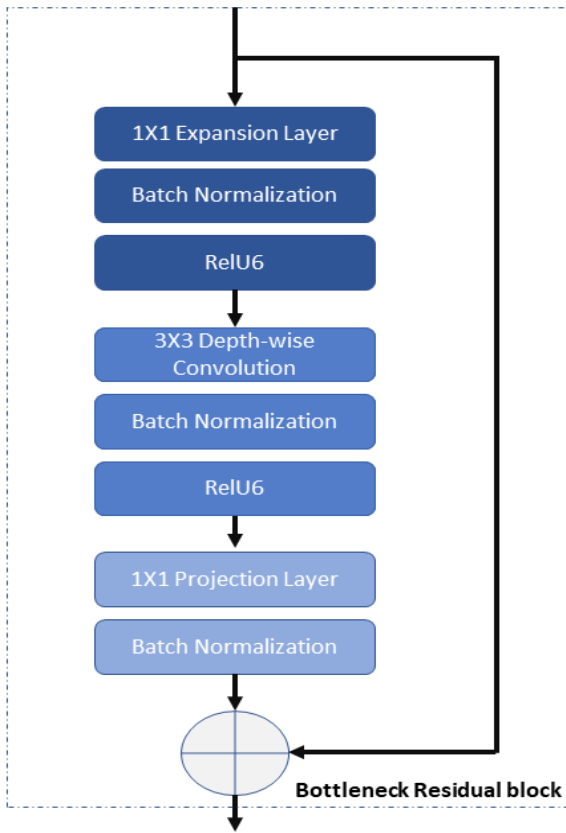 1X1 Expansion Layer
Batch Normalization
RelU6
3X3 Depth-wise
Convolution
Batch Normalization
RelU6
1X1 Projection Layer
Batch Normalization
Bottleneck Residual block